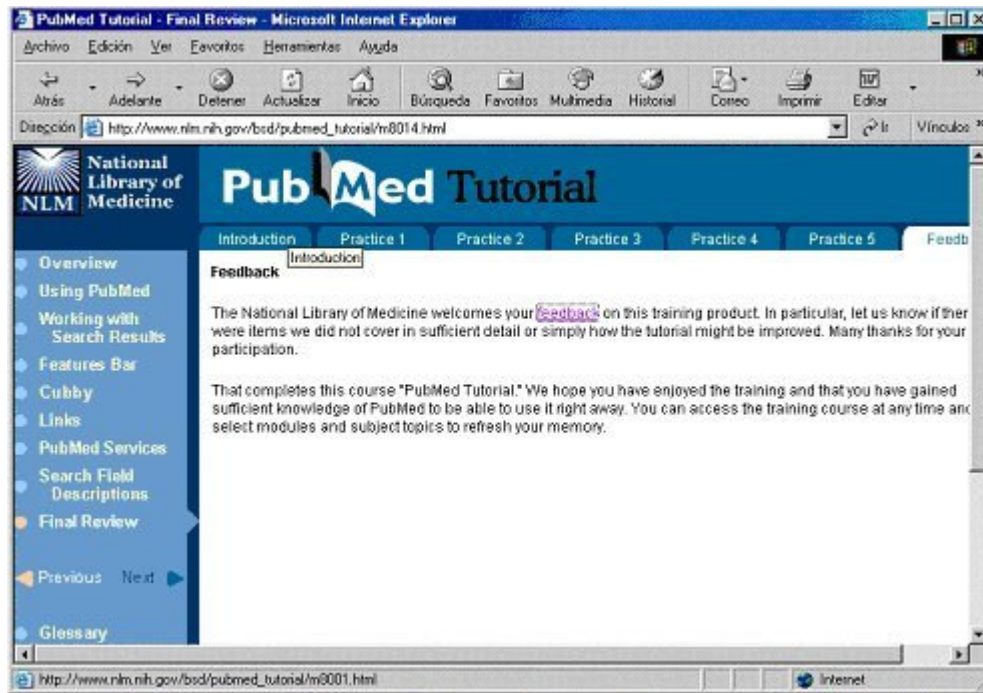 PubMed Tutorial - Final Review - Microsoft Internet Explorer
Archivo Edición Ver Favoritos Herramientas Ayuda
Atrás Adelante Detener Actualizar Inicio Búsqueda Favoritos Multimedia Historial Correo Imprimir Editar
Dirección http://www.nlm.nih.gov/bsd/pubmed_tutorial/m8014.html Ir Vínculos
National
Library of
NLM Medicine
PubMed Tutorial
Introduction Practice 1 Practice 2 Practice 3 Practice 4 Practice 5 Feedb
Introduction
Overview
Using PubMed
Working with
Search Results
Features Bar
Cubby
Links
PubMed Services
Search Field
Descriptions
Final Review
Previous Next
Glossary
Feedback
The National Library of Medicine welcomes your feedback on this training product. In particular, let us know if ther
were items we did not cover in sufficient detail or simply how the tutorial might be improved. Many thanks for your
participation.
That completes this course "PubMed Tutorial." We hope you have enjoyed the training and that you have gained
sufficient knowledge of PubMed to be able to use it right away. You can access the training course at any time and
select modules and subject topics to refresh your memory.
http://www.nlm.nih.gov/bsd/pubmed_tutorial/m8001.html Internet